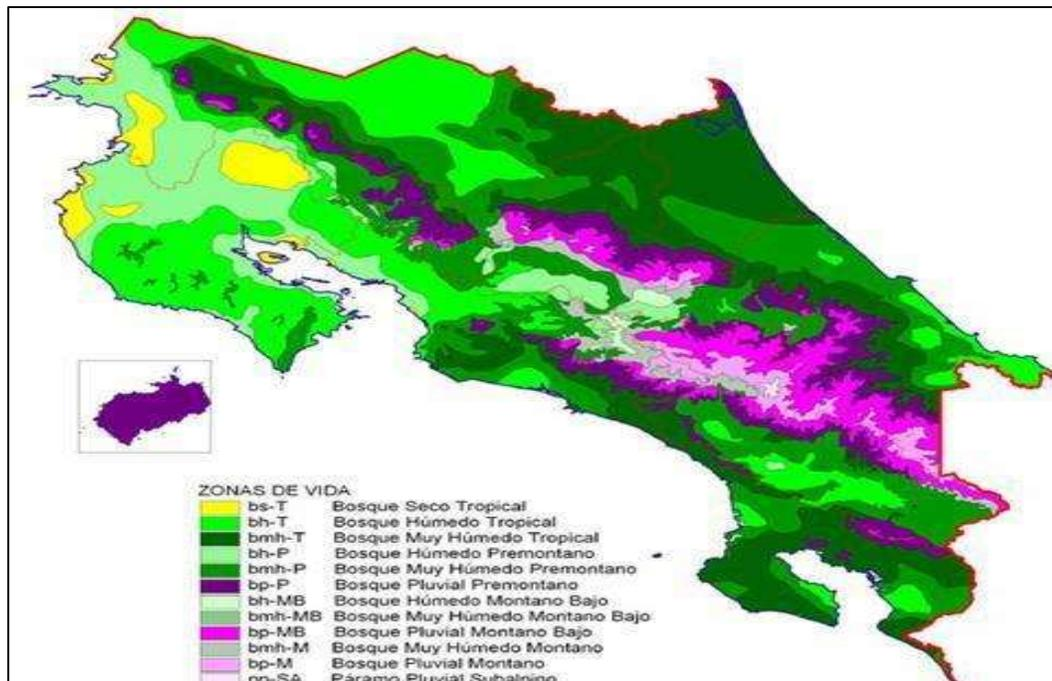 ZONAS DE VIDA
bs-T Bosque Seco Tropical
bh-T Bosque Húmedo Tropical
bmh-T Bosque Muy Húmedo Tropical
bh-P Bosque Húmedo Premontano
bmh-P Bosque Muy Húmedo Premontano
bp-P Bosque Pluvial Premontano
bh-MB Bosque Húmedo Montano Bajo
bmh-MB Bosque Muy Húmedo Montano Bajo
bp-MB Bosque Pluvial Montano Bajo
bmh-M Bosque Muy Húmedo Montano
bp-M Bosque Pluvial Montano
pp-SA Páramo Pluvial Subalpino